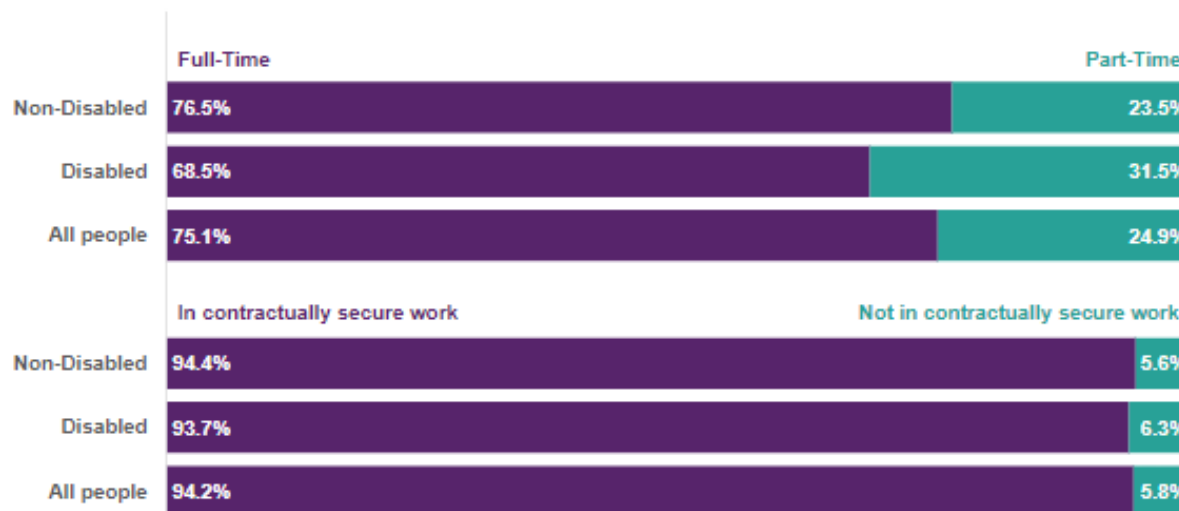 Full-Time Part-Time
Non-Disabled 76.5% 23.5%
Disabled 68.5% 31.5%
All people 75.1% 24.9%
In contractually secure work Not in contractually secure work
Non-Disabled 94.4% 5.6%
Disabled 93.7% 6.3%
All people 94.2% 5.8%